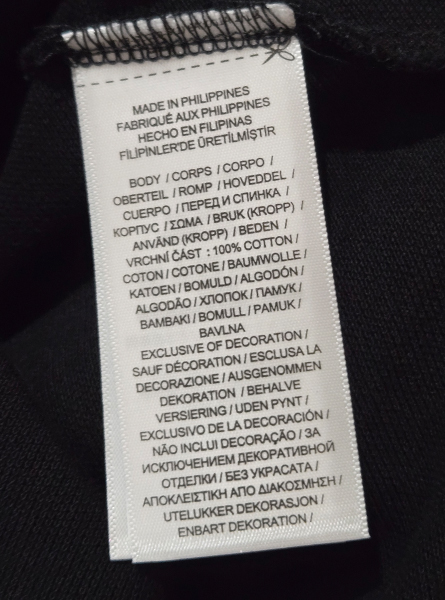 MADE IN PHILIPPINES
FABRIQUÉ AUX PHILIPPINES
HECHO EN FILIPINAS
FİLİPİNLER'DE ÜRETİLMİŞTİR
BODY / CORPS / CORPO /
OBERTEIL / ROMP / HOVEDDEL /
CUERPO / ПЕРЕД И СПИНКА /
КОРПУС / ΣΩΜΑ / BRUK (KROPP) /
ANVÄND (KROPP) / BEDEN /
VRCHNÍ ČÁST : 100% COTTON /
COTON / COTONE / BAUMWOLLE /
KATOEN / BOMULD / ALGODÓN /
ALGODÃO / ХЛОПОК / ПАМУК /
BAMBAKI / BOMULL / PAMUK /
BAVLNA
EXCLUSIVE OF DECORATION /
SAUF DÉCORATION / ESCLUSA LA
DECORAZIONE / AUSGENOMMEN
DEKORATION / BEHALVE
VERSIERING / UDEN PYNT /
EXCLUSIVO DE LA DECORACIÓN /
NÃO INCLUI DECORAÇÃO / ЗА
ИСКЛЮЧЕНИЕМ ДЕКОРАТИВНОЙ
ОТДЕЛКИ / БЕЗ УКРАСАТА /
ΑΠΟΚΛΕΙΣΤΙΚΗ ΑΠΟ ΔΙΑΚΟΣΜΗΣΗ /
UTELUKKER DEKORASJON /
ENBART DEKORATION /